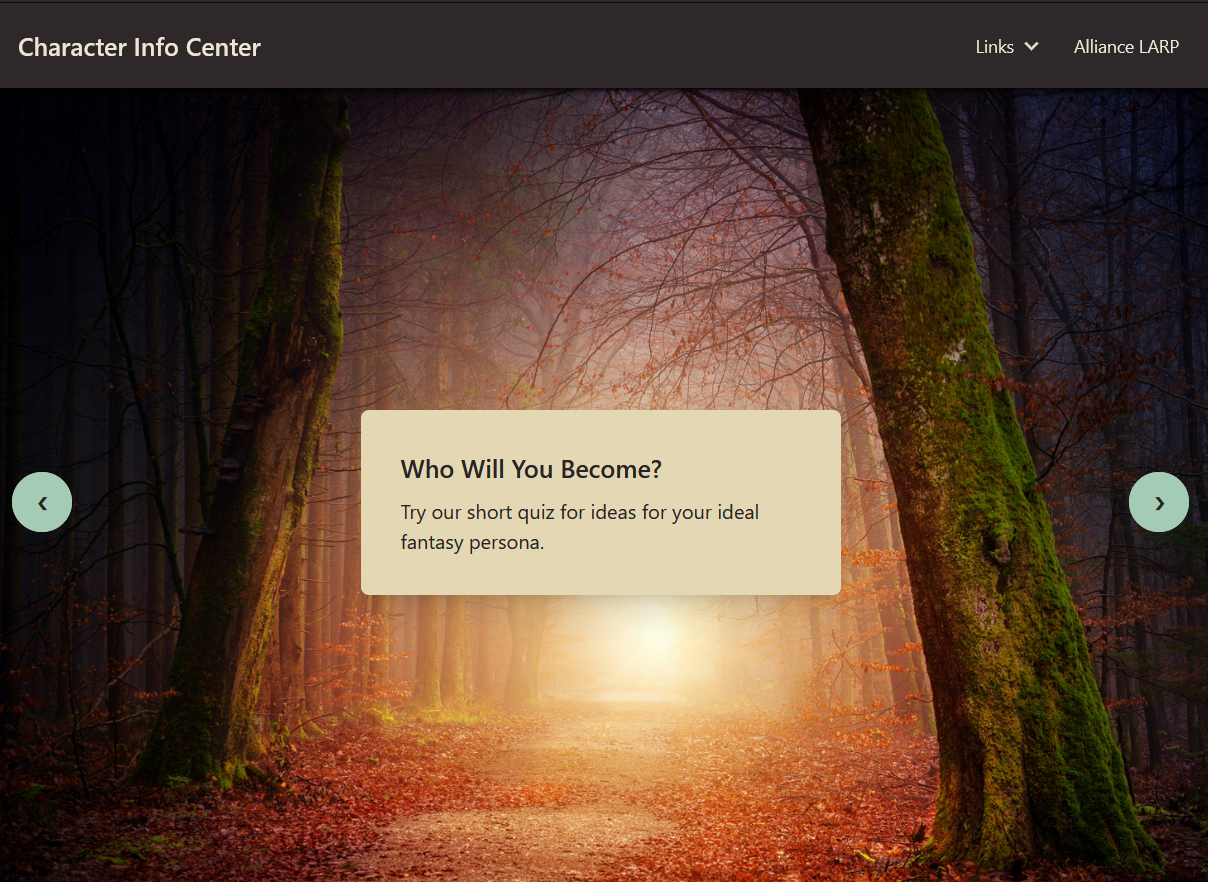 Character Info Center
Links
Alliance LARP
Who Will You Become?
Try our short quiz for ideas for your ideal
fantasy persona.